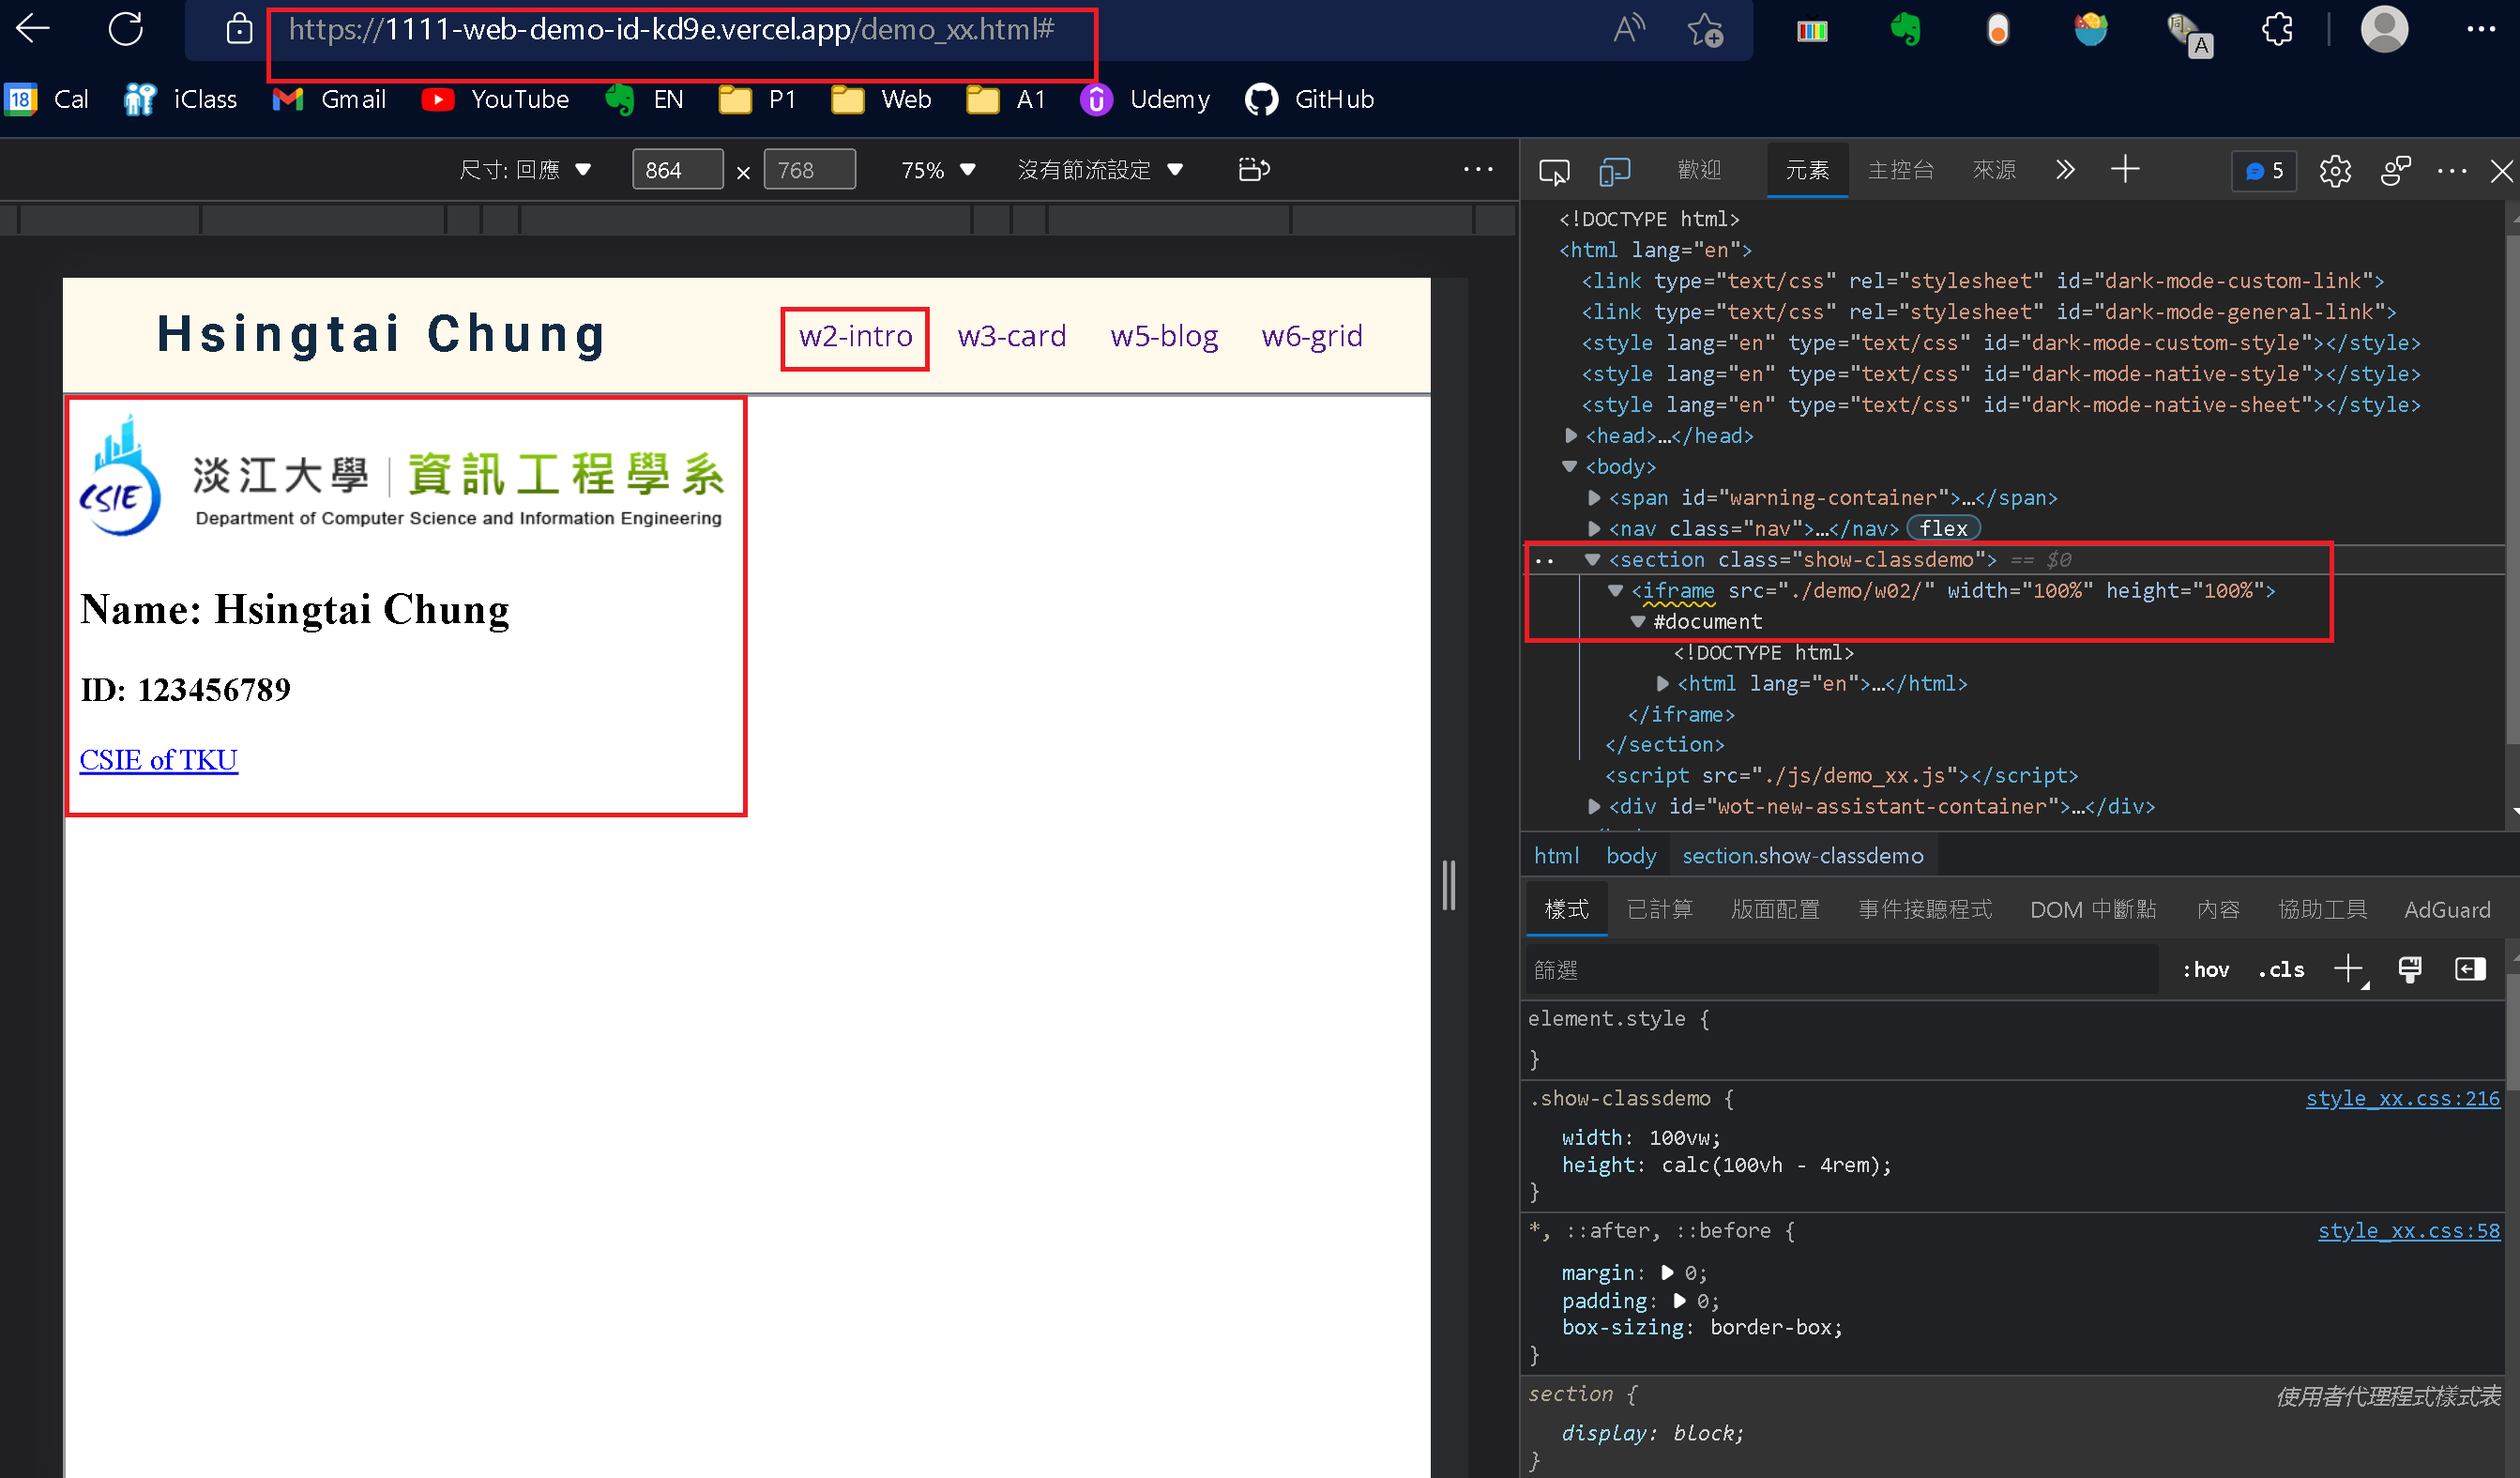 https://1111-web-demo-id-kd9e.vercel.app/demo_xx.html#
A
18 Cal iClass Gmail YouTube EN P1 Web A1 Udemy GitHub
尺寸: 回應 864 × 768 75% 沒有節流設定
Hsingtai Chung w2-intro w3-card w5-blog w6-grid
CSIE 淡江大學 資訊工程學系
Department of Computer Science and Information Engineering
Name: Hsingtai Chung
ID: 123456789
CSIE of TKU
歡迎 元素 主控台 來源 5
<!DOCTYPE html>
<html lang="en">
<link type="text/css" rel="stylesheet" id="dark-mode-custom-link">
<link type="text/css" rel="stylesheet" id="dark-mode-general-link">
<style lang="en" type="text/css" id="dark-mode-custom-style"></style>
<style lang="en" type="text/css" id="dark-mode-native-style"></style>
<style lang="en" type="text/css" id="dark-mode-native-sheet"></style>
<head>…</head>
<body>
<span id="warning-container">…</span>
<nav class="nav">…</nav> flex
<section class="show-classdemo"> == $0
<iframe src="./demo/w02/" width="100%" height="100%">
#document
<!DOCTYPE html>
<html lang="en">…</html>
</iframe>
</section>
<script src="./js/demo_xx.js"></script>
<div id="wot-new-assistant-container">…</div>
html body section.show-classdemo
樣式 已計算 版面配置 事件接聽程式 DOM 中斷點 內容 協助工具 AdGuard
篩選 :hov .cls
element.style {
}
.show-classdemo { style_xx.css:216
width: 100vw;
height: calc(100vh - 4rem);
}
*, ::after, ::before { style_xx.css:58
margin: 0;
padding: 0;
box-sizing: border-box;
}
section { 使用者代理程式樣式表
display: block;
}